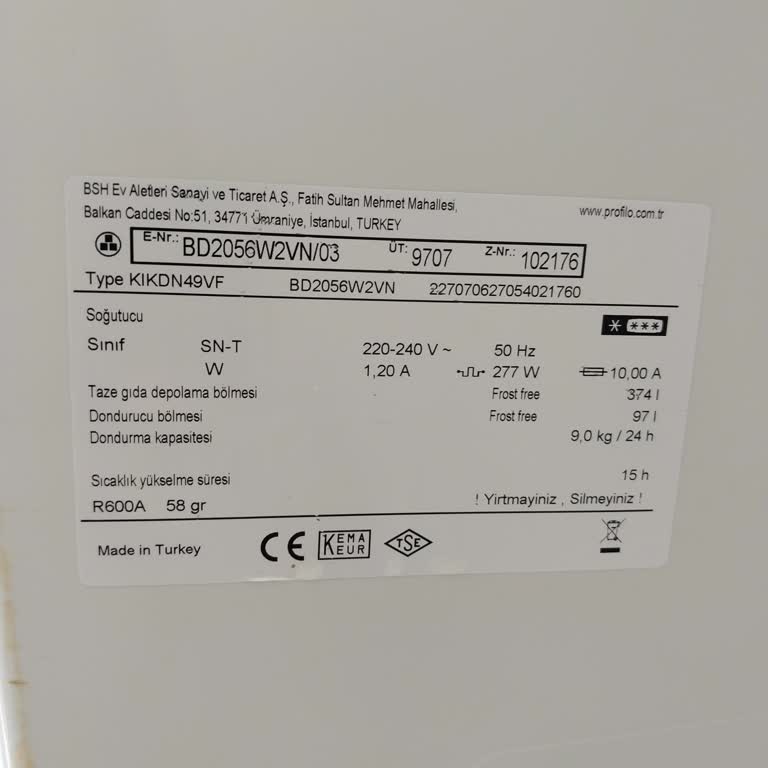 BSH Ev Aletleri Sanayi ve Ticaret A.Ş., Fatih Sultan Mehmet Mahallesi,
Balkan Caddesi No:51, 34771 Ümraniye, İstanbul, TURKEY
www.profilo.com.tr
E-Nr.: BD2056W2VN/03 ÜT: 9707 Z-Nr.: 102176
Type KIKDN49VF BD2056W2VN 227070627054021760
Soğutucu
Sınıf SN-T 220-240 V ~ 50 Hz
W 1,20 A 277 W 10,00 A
Taze gıda depolama bölmesi Frost free 374 l
Dondurucu bölmesi Frost free 97 l
Dondurma kapasitesi 9,0 kg / 24 h
Sıcaklık yükselme süresi 15 h
R600A 58 gr ! Yirtmayiniz , Silmeyiniz !
Made in Turkey CE KEMA EUR TSE